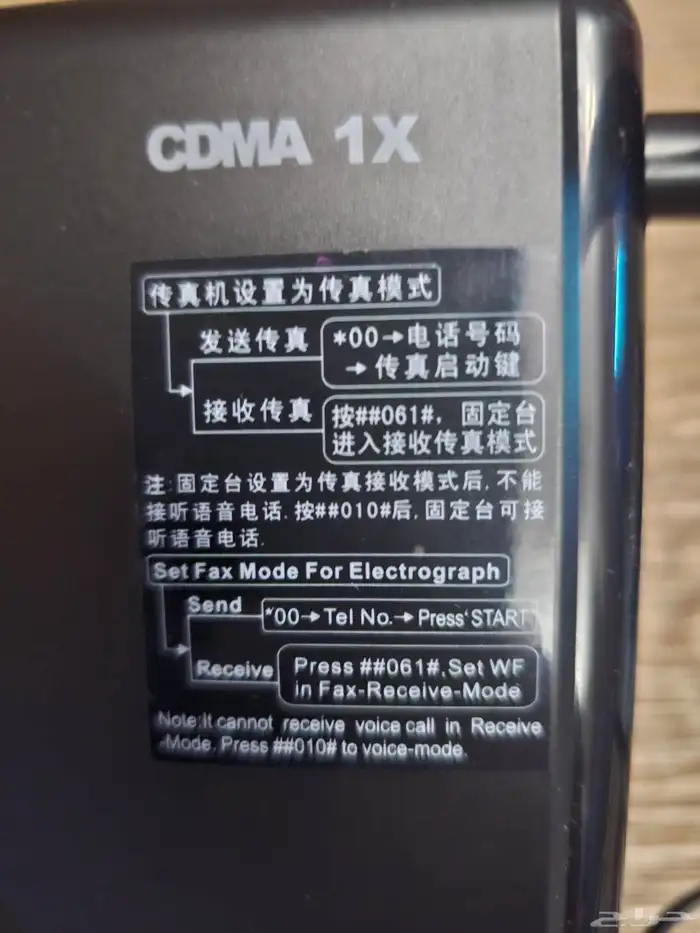 CDMA 1X
传真机设置为传真模式
发送传真
*00→电话号码
→传真启动键
接收传真
按##061#，固定台
进入接收传真模式
注:固定台设置为传真接收模式后,不能
接听语音电话.按##010#后,固定台可接
听语音电话.
Set Fax Mode For Electrograph
Send
*00→Tel No.→Press'START'
Receive
Press ##061#,Set WF
in Fax-Receive-Mode
Note:It cannot receive voice call in Receive
-Mode. Press ##010# to voice-mode.
حراج